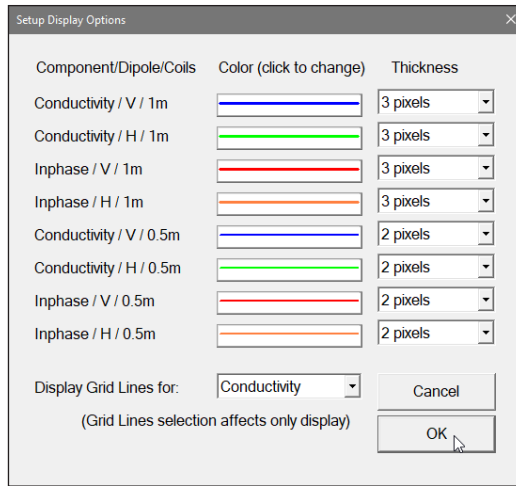 Setup Display Options
Component/Dipole/Coils Color (click to change) Thickness
Conductivity / V / 1m 3 pixels
Conductivity / H / 1m 3 pixels
Inphase / V / 1m 3 pixels
Inphase / H / 1m 3 pixels
Conductivity / V / 0.5m 2 pixels
Conductivity / H / 0.5m 2 pixels
Inphase / V / 0.5m 2 pixels
Inphase / H / 0.5m 2 pixels
Display Grid Lines for: Conductivity Cancel
(Grid Lines selection affects only display)
OK